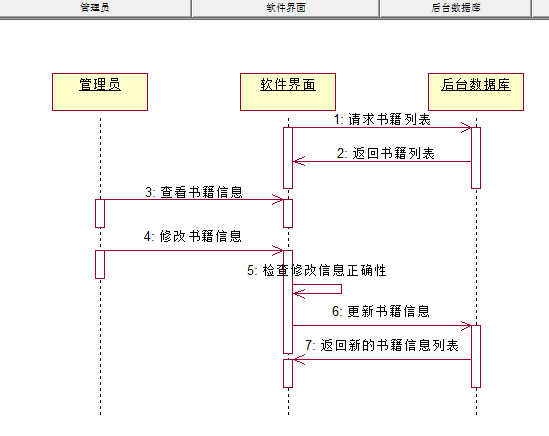 管理员
软件界面
后台数据库
管理员
软件界面
后台数据库
1: 请求书籍列表
2: 返回书籍列表
3: 查看书籍信息
4: 修改书籍信息
5: 检查修改信息正确性
6: 更新书籍信息
7: 返回新的书籍信息列表